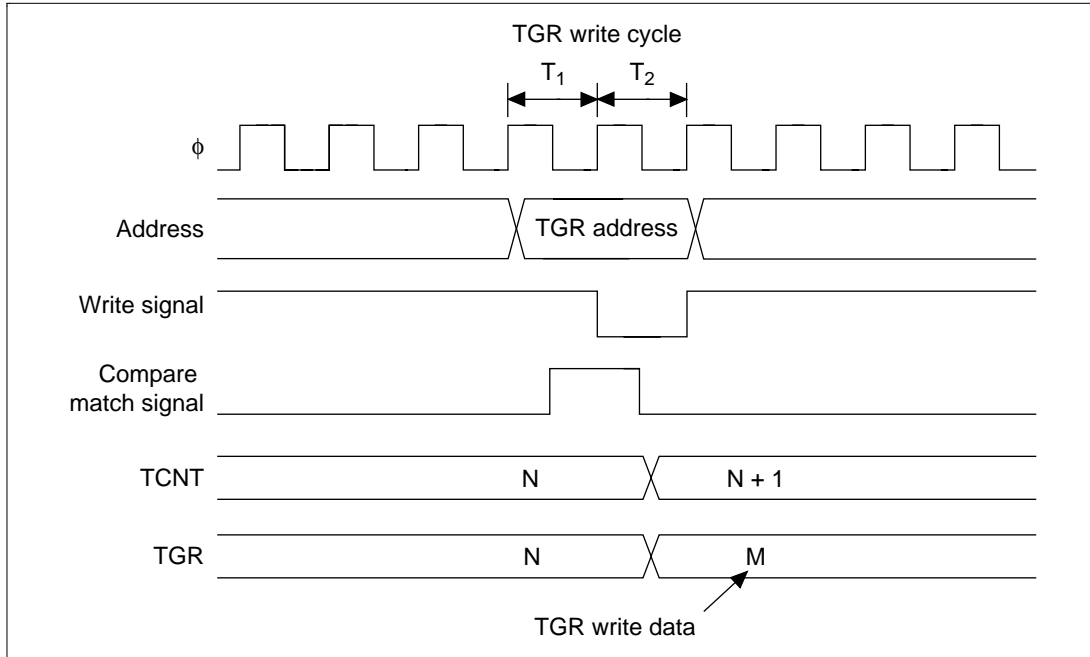 TGR write cycle
T1 T2
ϕ
Address
TGR address
Write signal
Compare
match signal
TCNT
N
N + 1
TGR
N
M
TGR write data